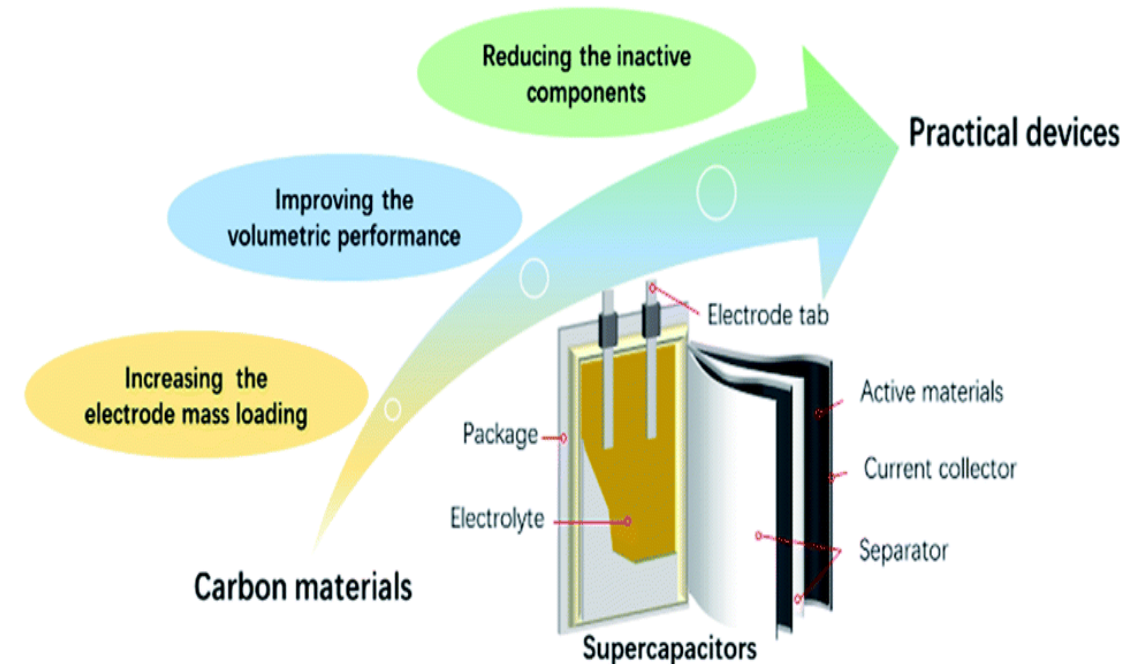 Reducing the inactive
components
Practical devices
Improving the
volumetric performance
Electrode tab
Increasing the
electrode mass loading
Active materials
Package
Current collector
Electrolyte
Separator
Carbon materials
Supercapacitors